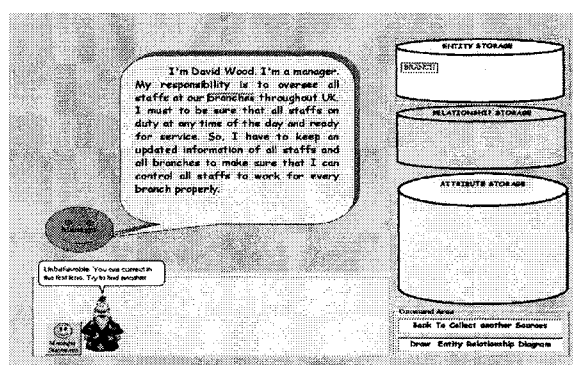 I'm David Wood. I'm a manager.
My responsibility is to oversee all
staffs at our branches throughout UK.
I must to be sure that all staffs on
duty at any time of the day and ready
for service. So, I have to keep an
updated information of all staffs and
all branches to make sure that I can
control all staffs to work for every
branch properly.
Manager
Unbelievable. You are correct in
the first time. Try to find another
Manager
Statement
ENTITY STORAGE
BRANCH
RELATIONSHIP STORAGE
ATTRIBUTE STORAGE
Command Area
Back To Collect another Sources
Draw Entity Relationship Diagram